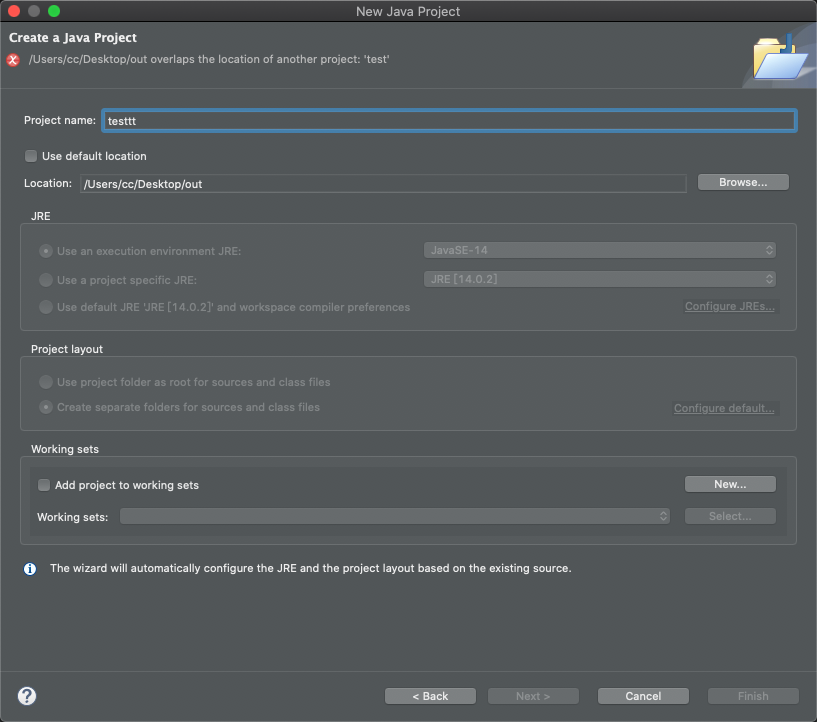 New Java Project
Create a Java Project
/Users/cc/Desktop/out overlaps the location of another project: 'test'
Project name: testtt
Use default location
Location: /Users/cc/Desktop/out Browse...
JRE
Use an execution environment JRE: JavaSE-14
Use a project specific JRE: JRE [14.0.2]
Use default JRE 'JRE [14.0.2]' and workspace compiler preferences Configure JREs...
Project layout
Use project folder as root for sources and class files
Create separate folders for sources and class files Configure default...
Working sets
Add project to working sets New...
Working sets: Select...
The wizard will automatically configure the JRE and the project layout based on the existing source.
? < Back Next > Cancel Finish